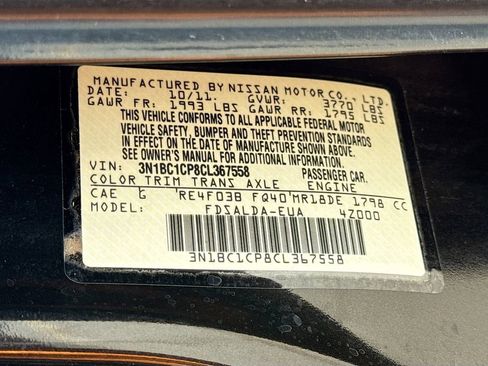 MANUFACTURED BY NISSAN MOTOR CO., LTD.
DATE: 10/11. GVWR: 3770 LBS
GAWR FR: 1993 LBS GAWR RR: 1795 LBS
THIS VEHICLE CONFORMS TO ALL APPLICABLE FEDERAL MOTOR
VEHICLE SAFETY, BUMPER AND THEFT PREVENTION STANDARDS
IN EFFECT ON THE DATE OF MANUFACTURE SHOWN ABOVE.
SEE OWNER'S MANUAL FOR ADDITIONAL INFORMATION.
VIN: 3N1BC1CP8CL367558 PASSENGER CAR.
COLOR TRIM TRANS AXLE ENGINE
CAE G RE4F03B FQ40 MR18DE 1798 CC
MODEL: FDSALDA-EUA 4Z000
3N1BC1CP8CL367558